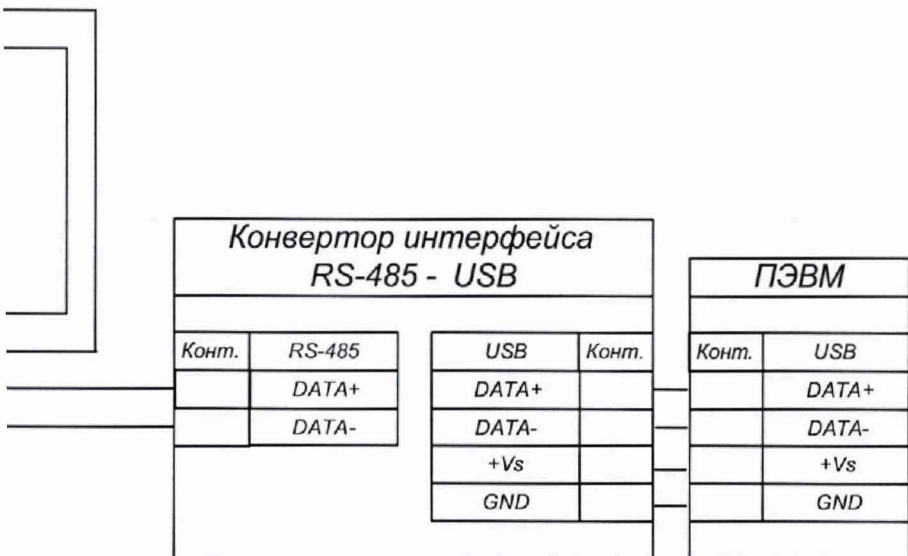 Конвертор интерфейса
RS-485 - USB
ПЭВМ
Конт. RS-485 USB Конт. Конт. USB
DATA+ DATA+ DATA+
DATA- DATA- DATA-
+Vs +Vs
GND GND